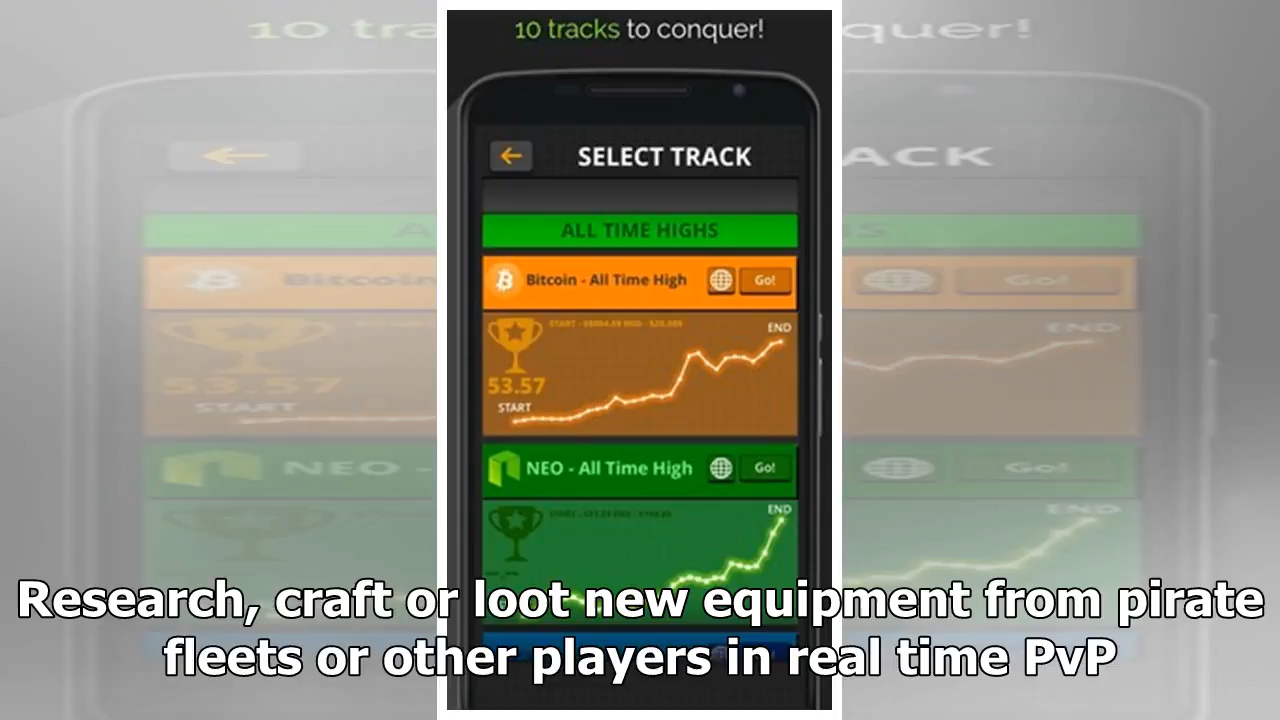 10 tracks to conquer!
SELECT TRACK
ALL TIME HIGHS
Bitcoin - All Time High Go!
END
53.57
START
NEO - All Time High Go!
END
Research, craft or loot new equipment from pirate
fleets or other players in real time PvP